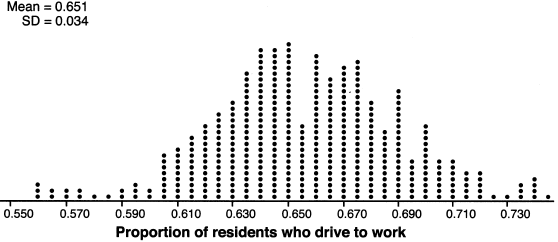 Mean = 0.651
SD = 0.034
0.550 0.570 0.590 0.610 0.630 0.650 0.670 0.690 0.710 0.730
Proportion of residents who drive to work